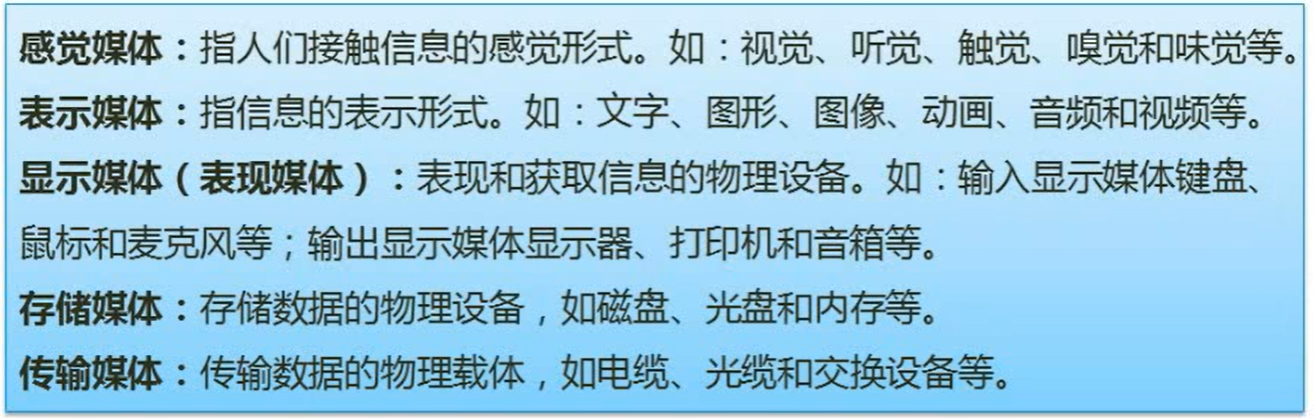 感觉媒体：指人们接触信息的感觉形式。如：视觉、听觉、触觉、嗅觉和味觉等。
表示媒体：指信息的表示形式。如：文字、图形、图像、动画、音频和视频等。
显示媒体（表现媒体）：表现和获取信息的物理设备。如：输入显示媒体键盘、
鼠标和麦克风等；输出显示媒体显示器、打印机和音箱等。
存储媒体：存储数据的物理设备，如磁盘、光盘和内存等。
传输媒体：传输数据的物理载体，如电缆、光缆和交换设备等。